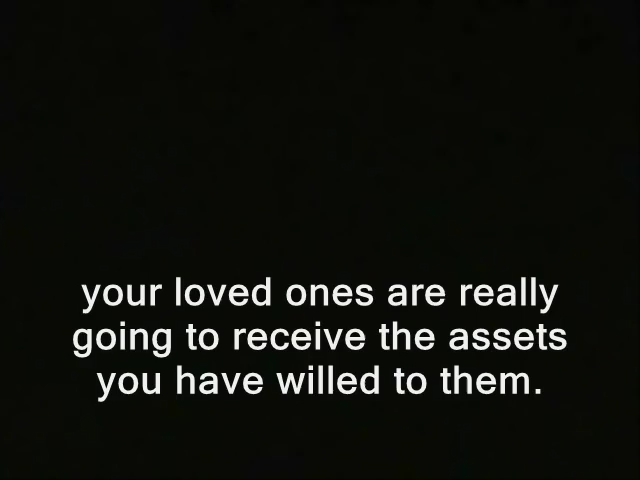 your loved ones are really
going to receive the assets
you have willed to them.